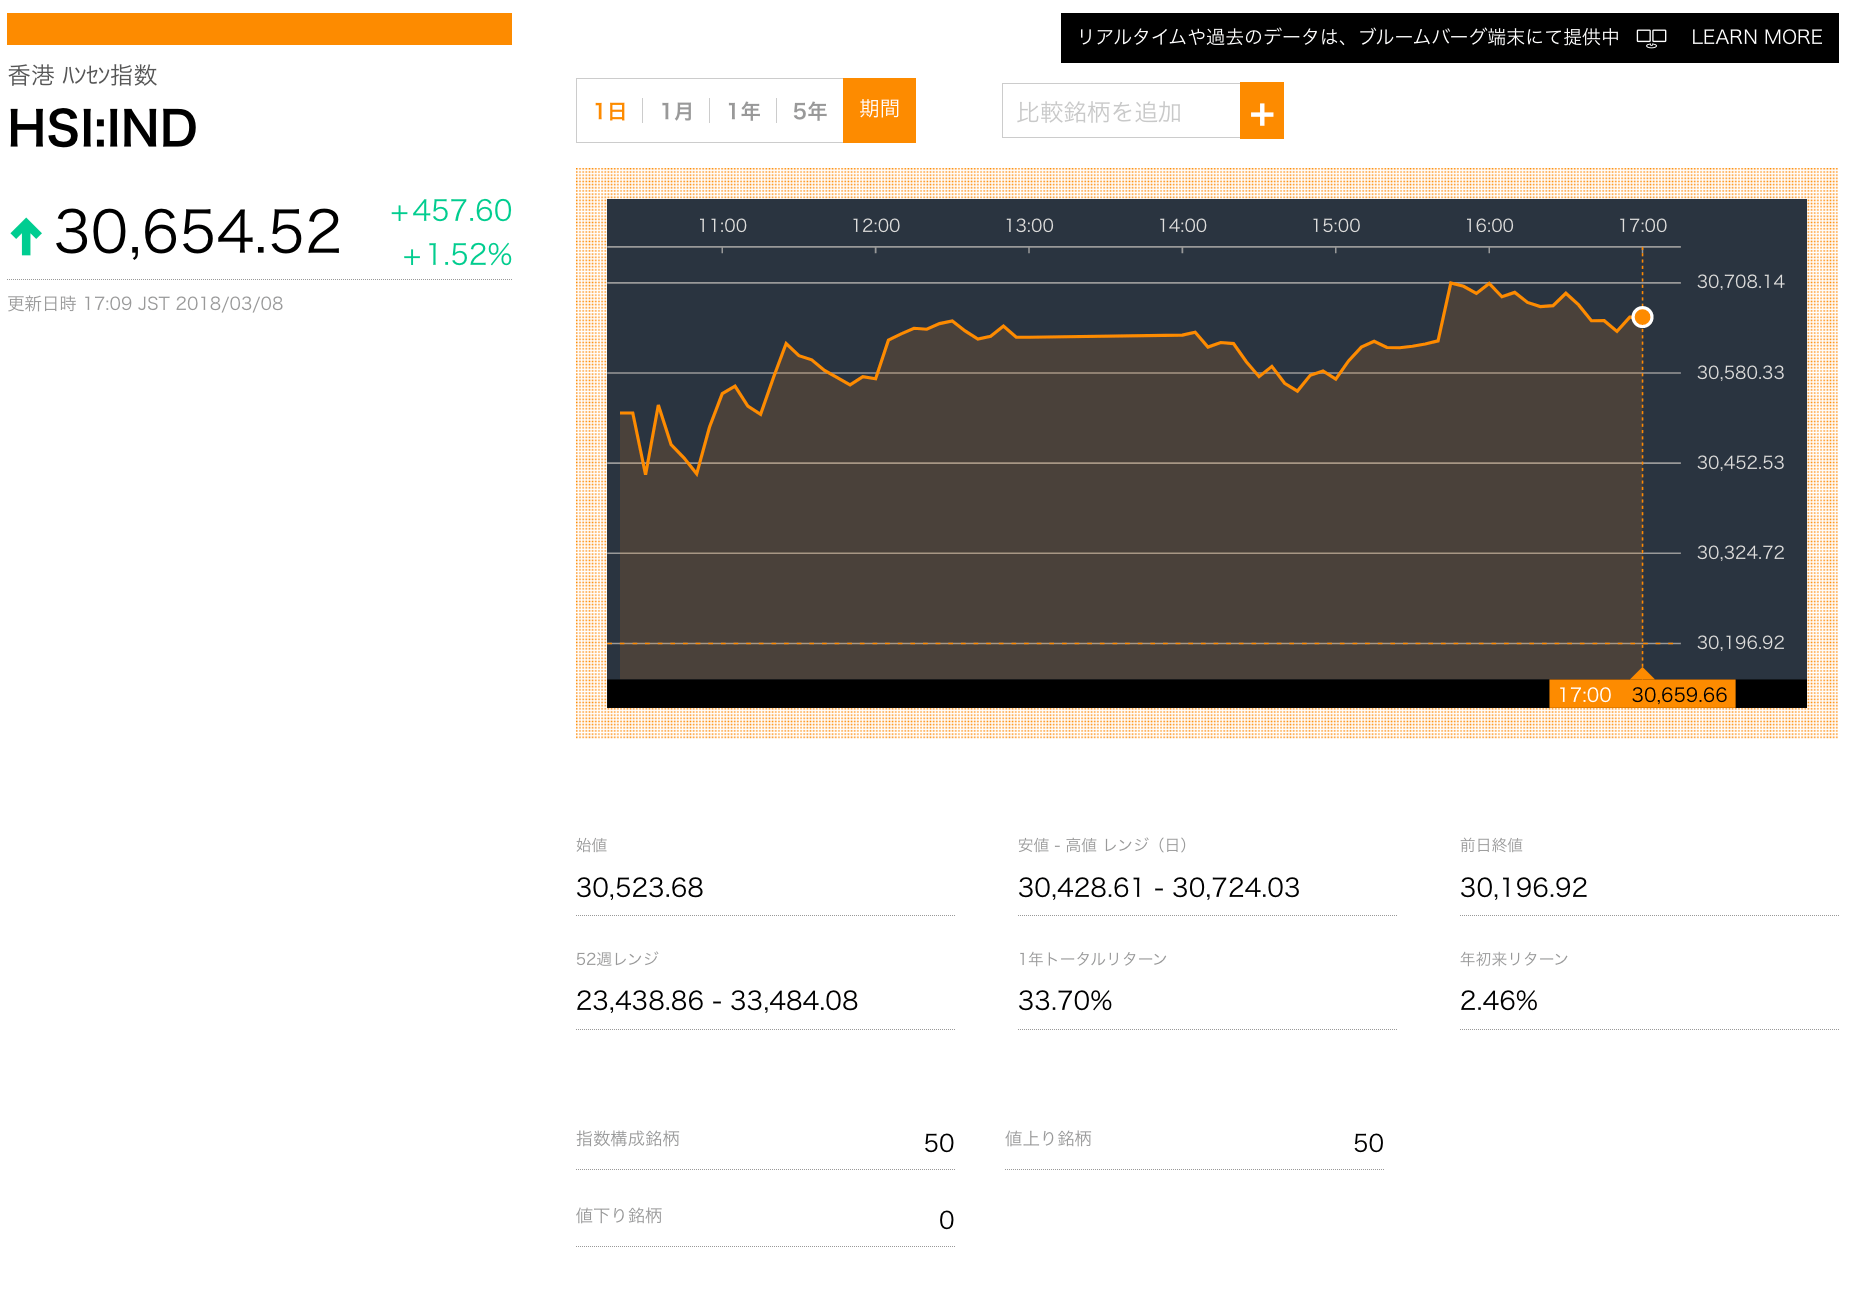 リアルタイムや過去のデータは、ブルームバーグ端末にて提供中 LEARN MORE
香港 ﾊﾝｾﾝ指数
HSI:IND
30,654.52
+457.60
+1.52%
更新日時 17:09 JST 2018/03/08
1日 1月 1年 5年 期間
比較銘柄を追加 +
11:00 12:00 13:00 14:00 15:00 16:00 17:00
30,708.14
30,580.33
30,452.53
30,324.72
30,196.92
17:00 30,659.66
始値 安値 - 高値 レンジ（日） 前日終値
30,523.68 30,428.61 - 30,724.03 30,196.92
52週レンジ 1年トータルリターン 年初来リターン
23,438.86 - 33,484.08 33.70% 2.46%
指数構成銘柄 50 値上り銘柄 50
値下り銘柄 0